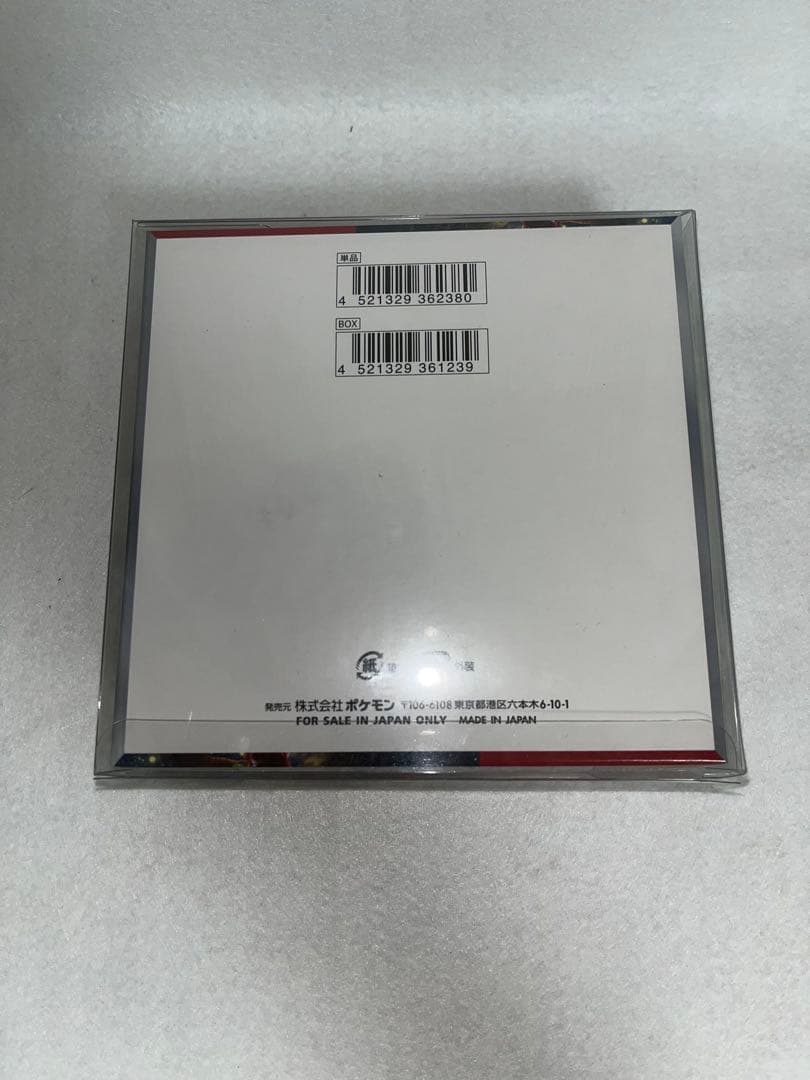 単品
4 521329 362380
BOX
4 521329 361239
紙
外装
発売元 株式会社ポケモン 〒106-6108 東京都港区六本木6-10-1
FOR SALE IN JAPAN ONLY MADE IN JAPAN